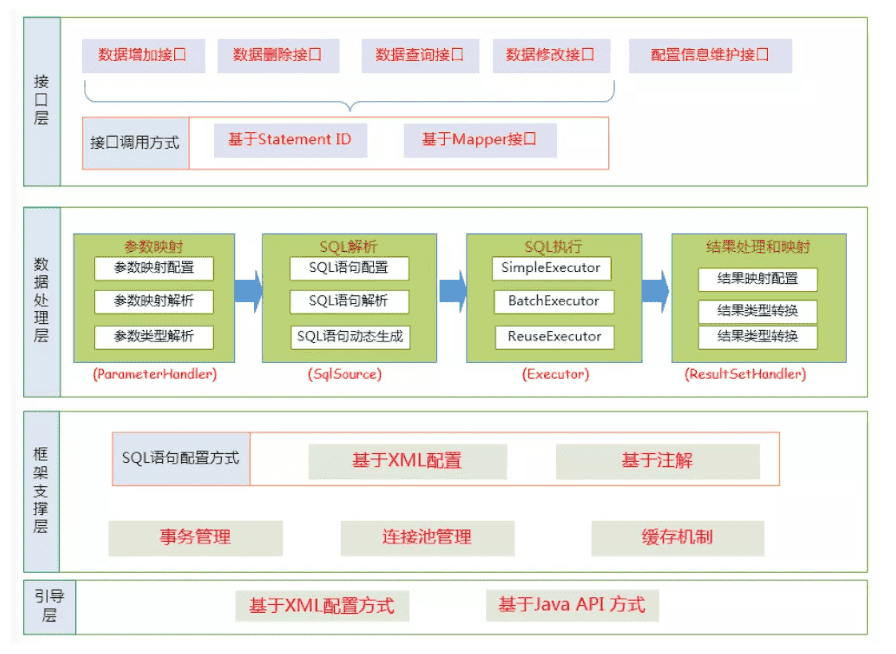 接口层
数据增加接口
数据删除接口
数据查询接口
数据修改接口
配置信息维护接口
接口调用方式
基于Statement ID
基于Mapper接口
数据处理层
参数映射
参数映射配置
参数映射解析
参数类型解析
(ParameterHandler)
SQL解析
SQL语句配置
SQL语句解析
SQL语句动态生成
(SqlSource)
SQL执行
SimpleExecutor
BatchExecutor
ReuseExecutor
(Executor)
结果处理和映射
结果映射配置
结果类型转换
结果类型转换
(ResultSetHandler)
框架支撑层
SQL语句配置方式
基于XML配置
基于注解
事务管理
连接池管理
缓存机制
引导
层
基于XML配置方式
基于Java API 方式